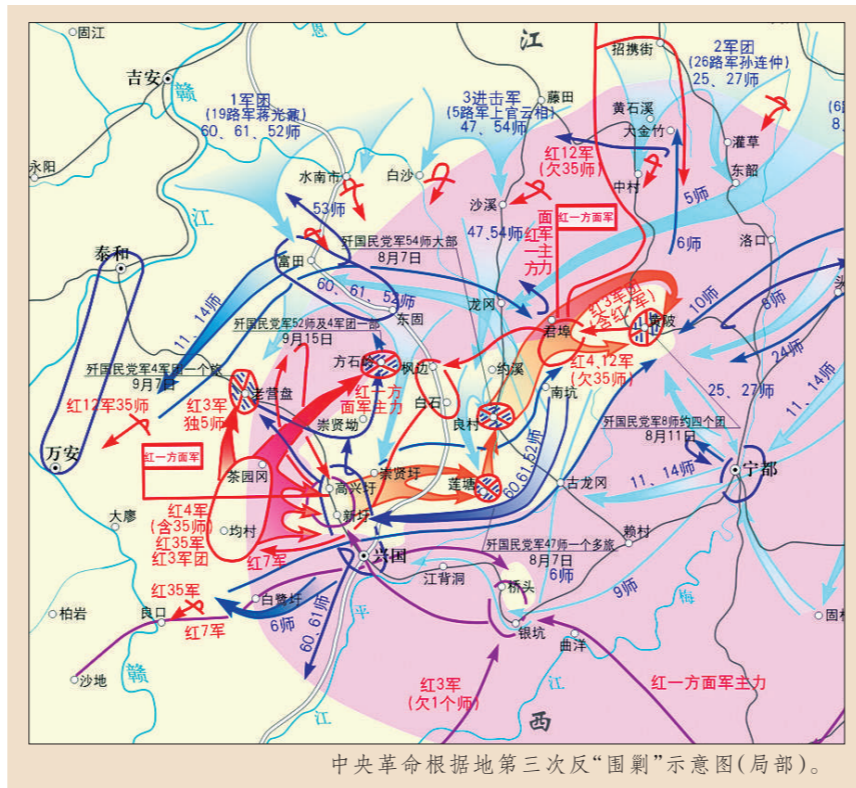 固江
恩
江
招携街
2军团
(26路军孙连仲)
25、27师
吉安
赣
1军团
(19路军蒋光鼐)
60、61、52师
3进击军
(5路军上官云相)
47、54师
藤田
黄石溪
大金竹
灌草
(6路
8、
永阳
水南市
白沙
红12军
(欠35师)
中村
东韶
5师
53师
沙溪
江
47、54师
面红军一主方力
红一方面军
6师
洛口
泰和
歼国民党军54师大部
8月7日
富田
60、61、52师
龙冈
红3军团
(含红7军)
黄陂
10师
8师
头
11、14师
东固
君埠
歼国民党军52师及4军团一部
9月15日
方石岭
枫边
约溪
红4、12军
(欠35师)
24师
歼国民党军4军团一个旅
9月7日
老营盘
红一方
面军主力
白石
南坑
25、27师
11、14师
红12军35师
红3军
独5师
崇贤坳
良村
歼国民党军8师约四个团
8月11日
万安
红一方面军
茶园冈
崇贤圩
莲塘
60、61、52师
古龙冈
11、14师
宁都
高兴圩
红4军
(含35师)
红35军
红3军团
均村
新圩
大廖
赖村
红7军
兴国
歼国民党军47师一个多旅
8月7日
江背洞
6师
桥头
9师
梅
红35军
白鹭圩
柏岩
良口
红7军
6师
60、61师
平
银坑
曲洋
固村
赣
沙地
红3军
(欠1个师)
江
红一方面军主力
江
西
中央革命根据地第三次反“围剿”示意图(局部)。